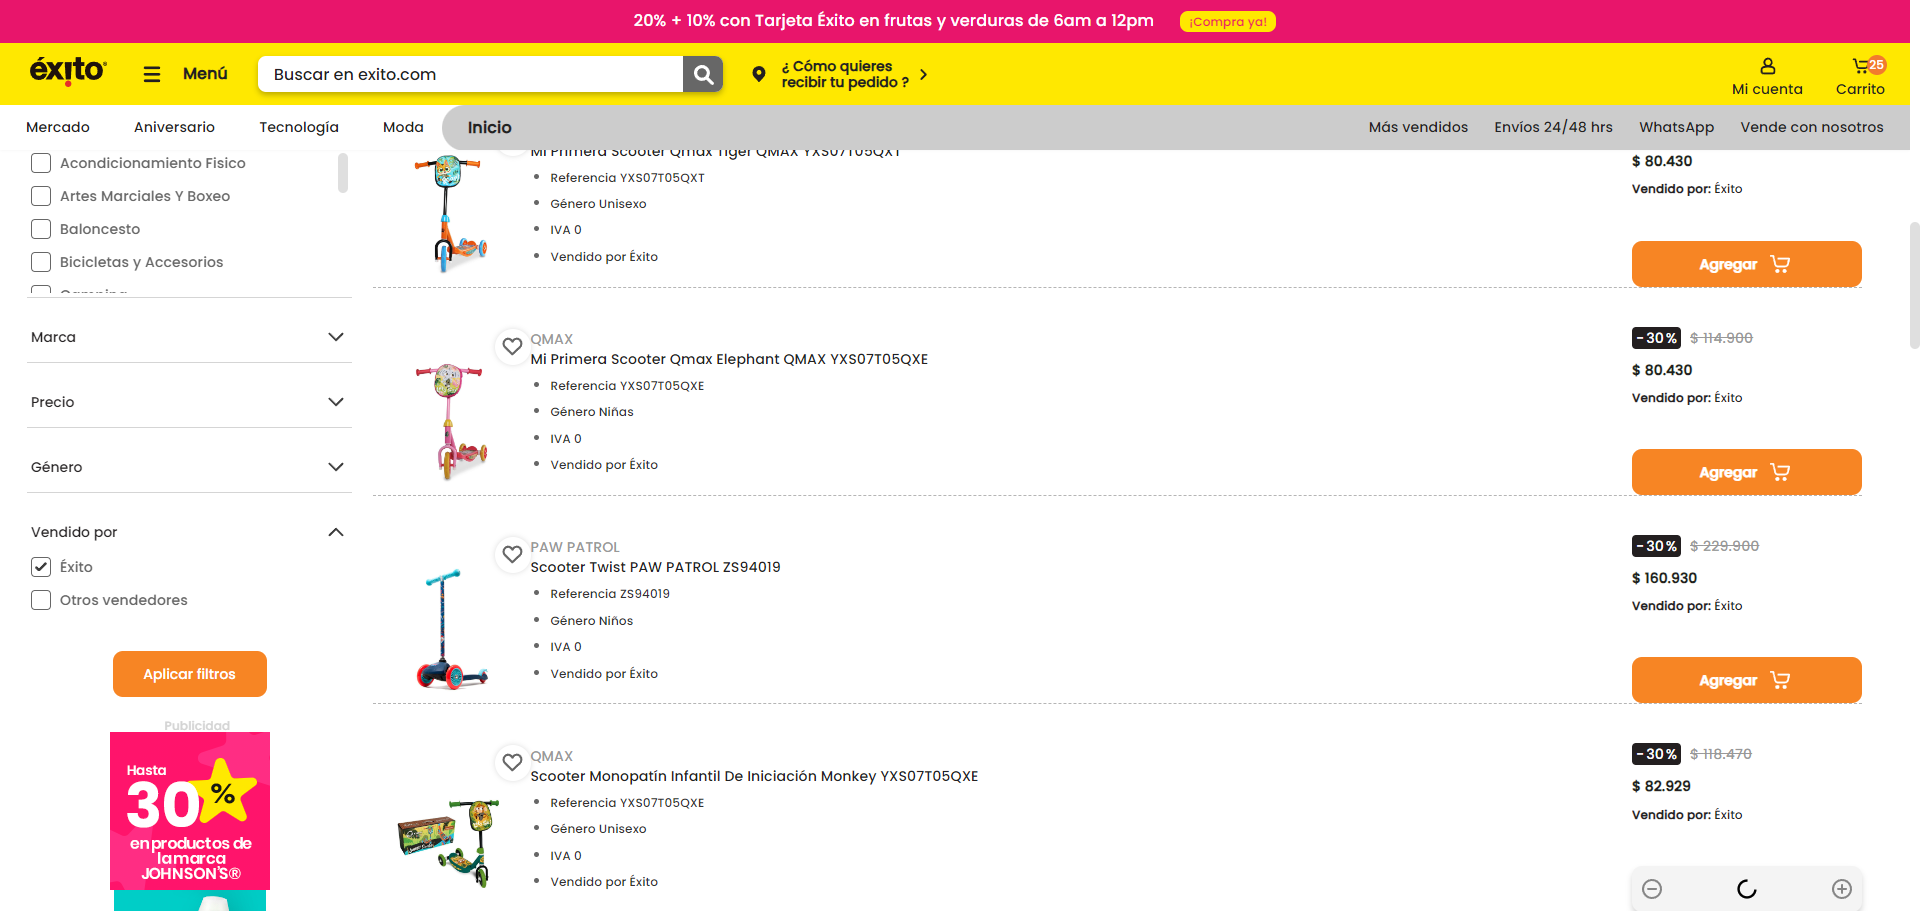 20% + 10% con Tarjeta Éxito en frutas y verduras de 6am a 12pm
¡Compra ya!
éxito
Menú
Buscar en exito.com
¿ Cómo quieres
recibir tu pedido ?
Mi cuenta
25
Carrito
Mercado
Aniversario
Tecnología
Moda
Inicio
Más vendidos
Envíos 24/48 hrs
WhatsApp
Vende con nosotros
Acondicionamiento Fisico
Artes Marciales Y Boxeo
Baloncesto
Bicicletas y Accesorios
Camping
Marca
Precio
Género
Vendido por
Éxito
Otros vendedores
Aplicar filtros
Publicidad
Hasta
30%
en productos de
la marca
JOHNSON'S®
Mi Primera Scooter Qmax Tiger QMAX YXS07T05QXT
Referencia YXS07T05QXT
Género Unisexo
IVA 0
Vendido por Éxito
$ 80.430
Vendido por: Éxito
Agregar
QMAX
Mi Primera Scooter Qmax Elephant QMAX YXS07T05QXE
Referencia YXS07T05QXE
Género Niñas
IVA 0
Vendido por Éxito
-30% $ 114.900
$ 80.430
Vendido por: Éxito
Agregar
PAW PATROL
Scooter Twist PAW PATROL ZS94019
Referencia ZS94019
Género Niños
IVA 0
Vendido por Éxito
-30% $ 229.900
$ 160.930
Vendido por: Éxito
Agregar
QMAX
Scooter Monopatín Infantil De Iniciación Monkey YXS07T05QXE
Referencia YXS07T05QXE
Género Unisexo
IVA 0
Vendido por Éxito
-30% $ 118.470
$ 82.929
Vendido por: Éxito